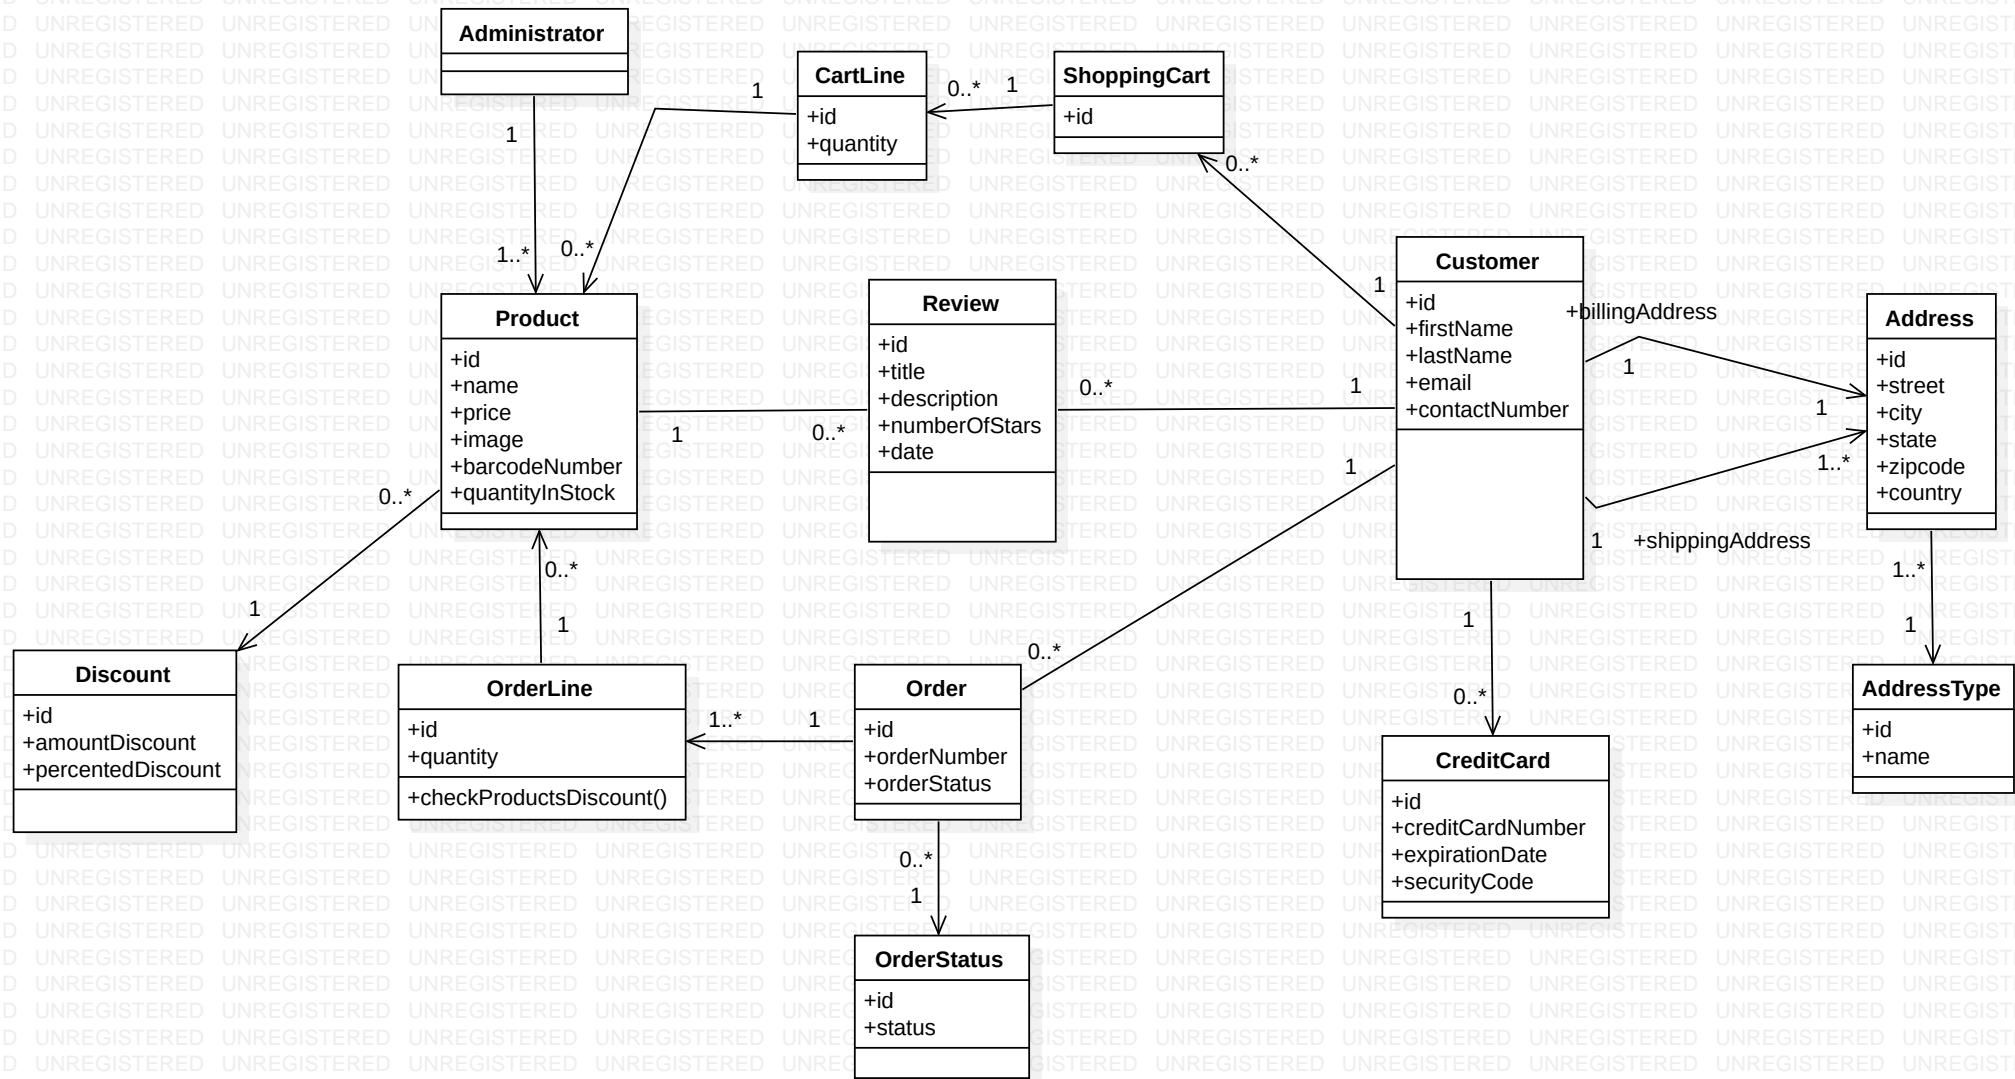 Administrator
1
1..*
CartLine
+id
+quantity
1
0..*
0..*
1
ShoppingCart
+id
0..*
1
Customer
+id
+firstName
+lastName
+email
+contactNumber
+billingAddress
1
1
1..*
1
+shippingAddress
Address
+id
+street
+city
+state
+zipcode
+country
1..*
1
AddressType
+id
+name
Product
+id
+name
+price
+image
+barcodeNumber
+quantityInStock
1
0..*
Review
+id
+title
+description
+numberOfStars
+date
0..*
1
1
0..*
0..*
1
Discount
+id
+amountDiscount
+percentedDiscount
0..*
1
OrderLine
+id
+quantity
+checkProductsDiscount()
1..*
1
Order
+id
+orderNumber
+orderStatus
0..*
1
OrderStatus
+id
+status
1
0..*
CreditCard
+id
+creditCardNumber
+expirationDate
+securityCode
UNREGISTERED